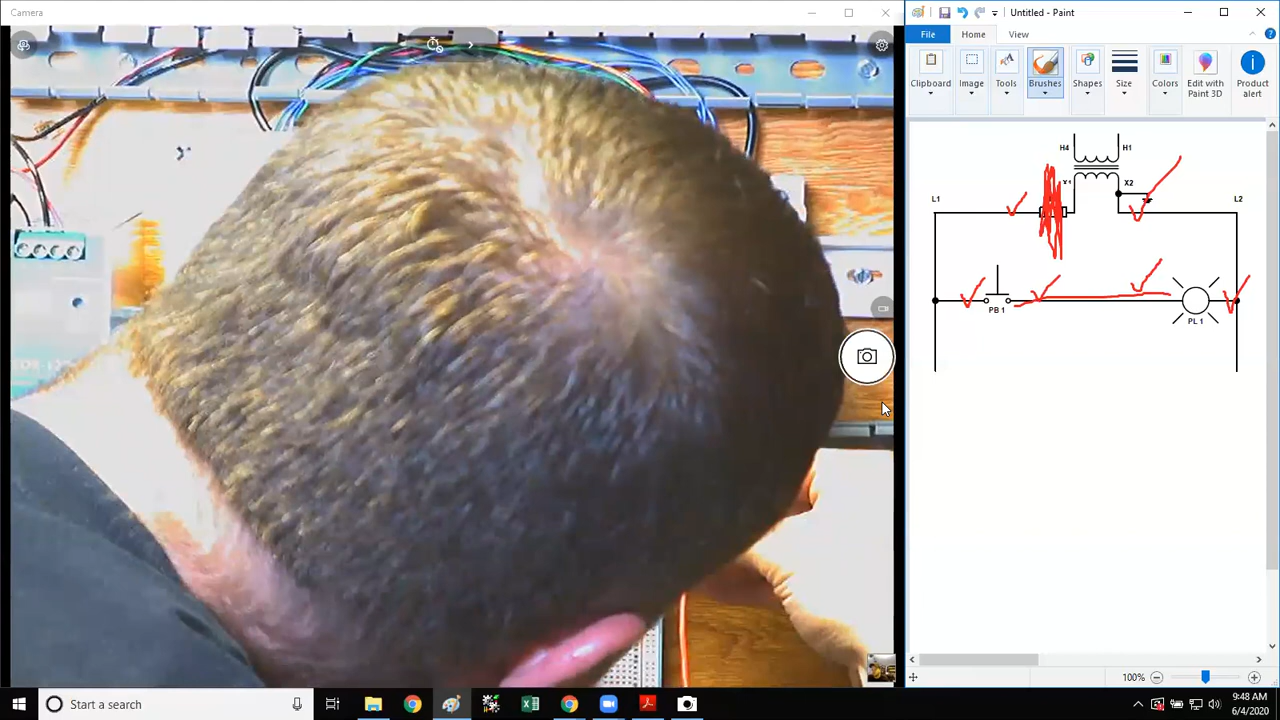 Camera
Untitled - Paint
File
Home
View
Clipboard
Image
Tools
Brushes
Shapes
Size
Colors
Edit with
Paint 3D
Product
alert
H4
H1
X2
L1
L2
PB 1
PL 1
100%
Start a search
9:48 AM
6/4/2020